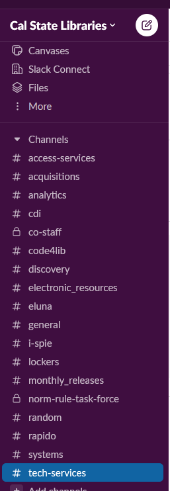 Cal State Libraries
Canvases
Slack Connect
Files
More
Channels
# access-services
# acquisitions
# analytics
# cdi
co-staff
# code4lib
# discovery
# electronic_resources
# eluna
# general
# i-spie
# lockers
# monthly_releases
norm-rule-task-force
# random
# rapido
# systems
# tech-services
Add channels